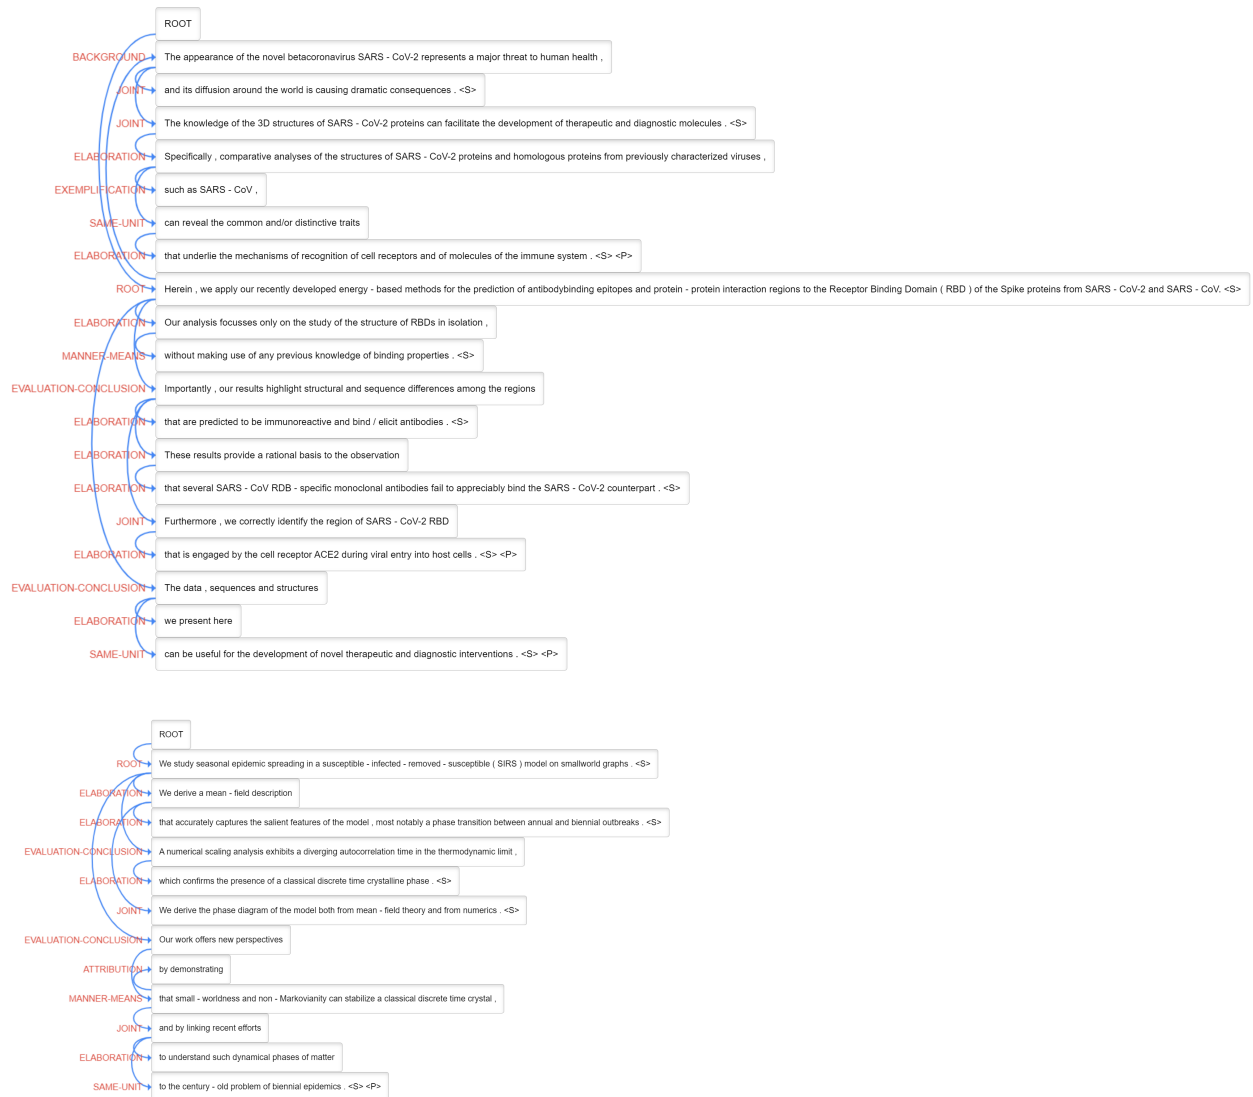 ROOT
BACKGROUND The appearance of the novel betacoronavirus SARS - CoV-2 represents a major threat to human health ,
JOINT and its diffusion around the world is causing dramatic consequences . <S>
JOINT The knowledge of the 3D structures of SARS - CoV-2 proteins can facilitate the development of therapeutic and diagnostic molecules . <S>
ELABORATION Specifically , comparative analyses of the structures of SARS - CoV-2 proteins and homologous proteins from previously characterized viruses ,
EXEMPLIFICATION such as SARS - CoV ,
SAME-UNIT can reveal the common and/or distinctive traits
ELABORATION that underlie the mechanisms of recognition of cell receptors and of molecules of the immune system . <S> <P>
ROOT Herein , we apply our recently developed energy - based methods for the prediction of antibodybinding epitopes and protein - protein interaction regions to the Receptor Binding Domain ( RBD ) of the Spike proteins from SARS - CoV-2 and SARS - CoV. <S>
ELABORATION Our analysis focusses only on the study of the structure of RBDs in isolation ,
MANNER-MEANS without making use of any previous knowledge of binding properties . <S>
EVALUATION-CONCLUSION Importantly , our results highlight structural and sequence differences among the regions
ELABORATION that are predicted to be immunoreactive and bind / elicit antibodies . <S>
ELABORATION These results provide a rational basis to the observation
ELABORATION that several SARS - CoV RDB - specific monoclonal antibodies fail to appreciably bind the SARS - CoV-2 counterpart . <S>
JOINT Furthermore , we correctly identify the region of SARS - CoV-2 RBD
ELABORATION that is engaged by the cell receptor ACE2 during viral entry into host cells . <S> <P>
EVALUATION-CONCLUSION The data , sequences and structures
ELABORATION we present here
SAME-UNIT can be useful for the development of novel therapeutic and diagnostic interventions . <S> <P>
ROOT
ROOT We study seasonal epidemic spreading in a susceptible - infected - removed - susceptible ( SIRS ) model on smallworld graphs . <S>
ELABORATION We derive a mean - field description
ELABORATION that accurately captures the salient features of the model , most notably a phase transition between annual and biennial outbreaks . <S>
EVALUATION-CONCLUSION A numerical scaling analysis exhibits a diverging autocorrelation time in the thermodynamic limit ,
ELABORATION which confirms the presence of a classical discrete time crystalline phase . <S>
JOINT We derive the phase diagram of the model both from mean - field theory and from numerics . <S>
EVALUATION-CONCLUSION Our work offers new perspectives
ATTRIBUTION by demonstrating
MANNER-MEANS that small - worldness and non - Markovianity can stabilize a classical discrete time crystal ,
JOINT and by linking recent efforts
ELABORATION to understand such dynamical phases of matter
SAME-UNIT to the century - old problem of biennial epidemics . <S> <P>